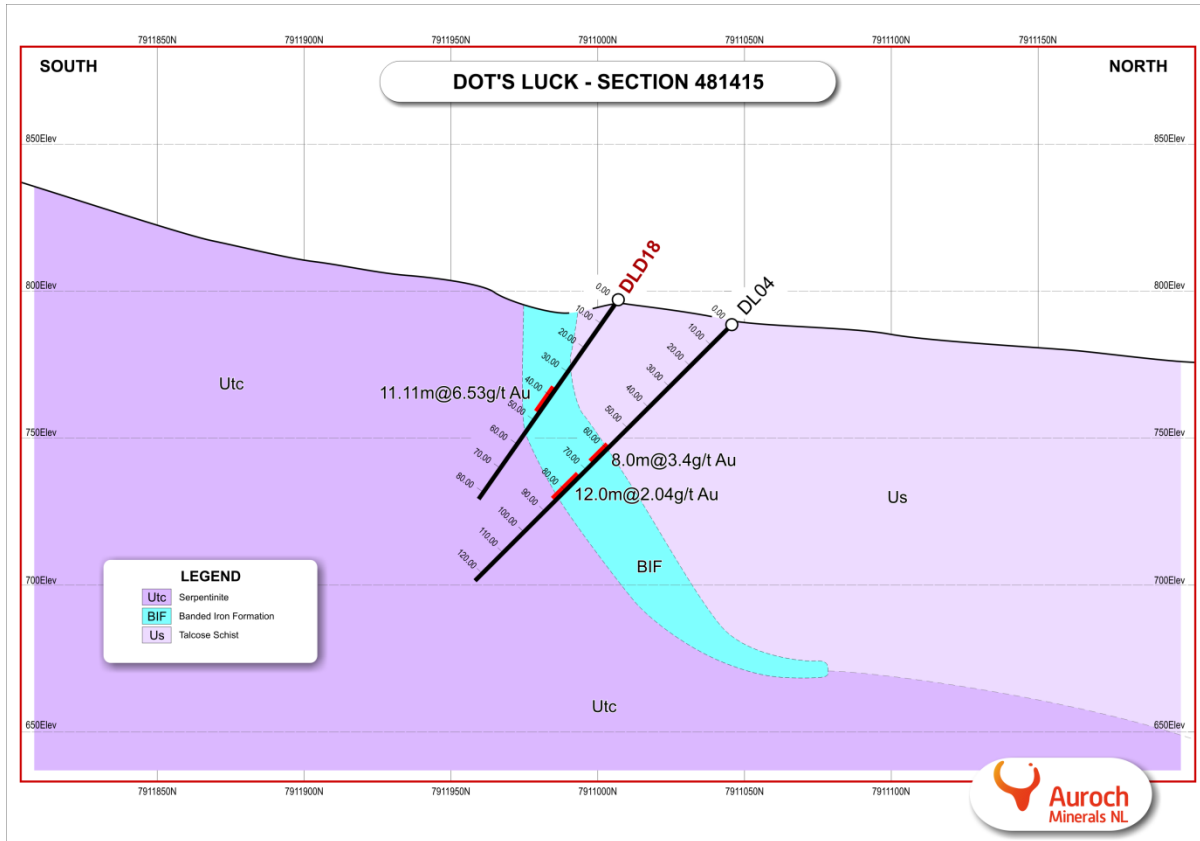 7911850N 7911900N 7911950N 7911000N 7911050N 7911100N 7911150N
SOUTH
NORTH
DOT'S LUCK - SECTION 481415
850Elev 850Elev
800Elev 800Elev
DLD18
DL04
0.00
10.00
20.00
30.00
40.00
50.00
60.00
70.00
80.00
0.00
10.00
20.00
30.00
40.00
50.00
60.00
70.00
80.00
90.00
100.00
110.00
120.00
Utc
11.11m@6.53g/t Au
750Elev 750Elev
8.0m@3.4g/t Au
12.0m@2.04g/t Au
Us
BIF
700Elev 700Elev
LEGEND
Utc Serpentinite
BIF Banded Iron Formation
Us Talcose Schist
Utc
650Elev 650Elev
7911850N 7911900N 7911950N 7911000N 7911050N 7911100N
Auroch
Minerals NL